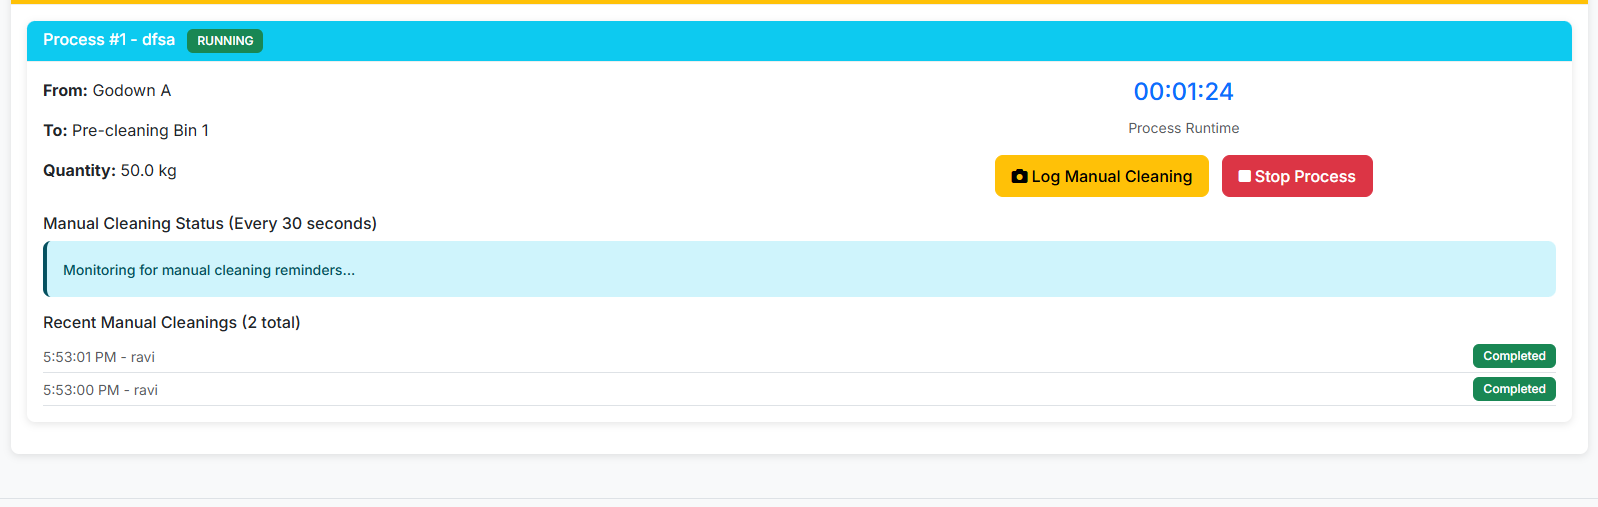 Process #1 - dfsa RUNNING
From: Godown A
To: Pre-cleaning Bin 1
Quantity: 50.0 kg
00:01:24
Process Runtime
Log Manual Cleaning Stop Process
Manual Cleaning Status (Every 30 seconds)
Monitoring for manual cleaning reminders...
Recent Manual Cleanings (2 total)
5:53:01 PM - ravi Completed
5:53:00 PM - ravi Completed